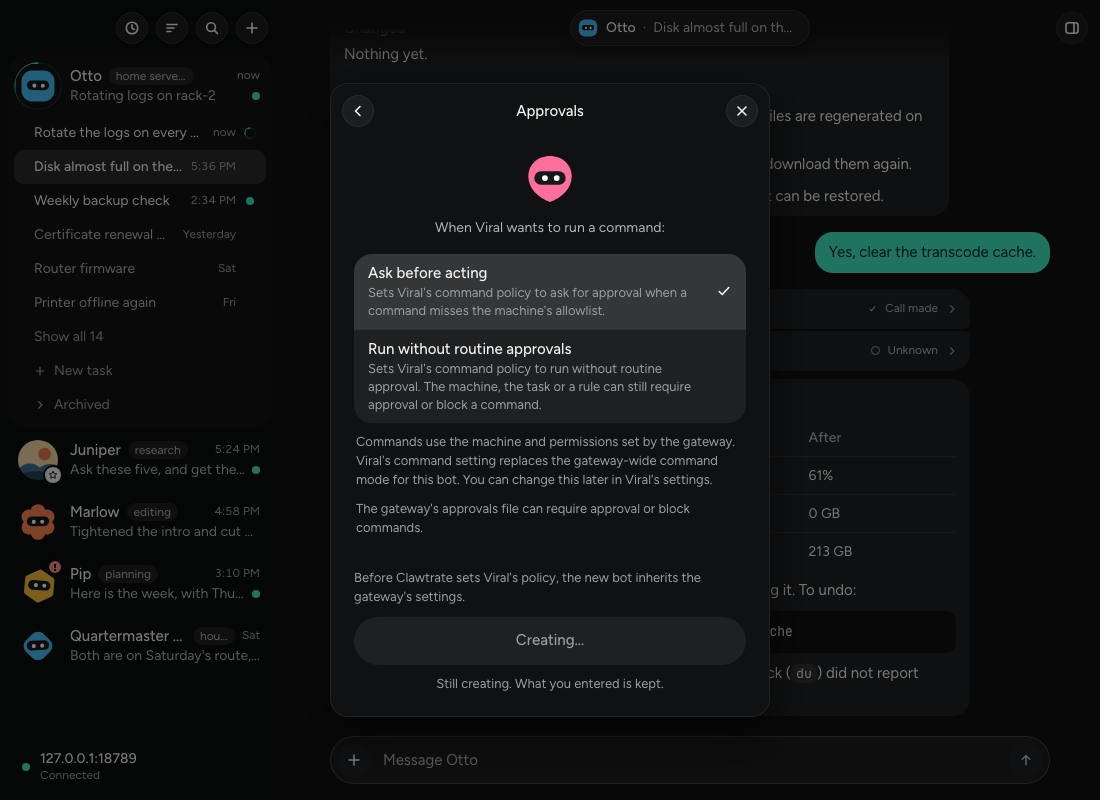 Otto · Disk almost full on th…
Otto home serve… now
Rotating logs on rack-2
Rotate the logs on every … now
Disk almost full on the… 5:36 PM
Weekly backup check 2:34 PM
Certificate renewal … Yesterday
Router firmware Sat
Printer offline again Fri
Show all 14
New task
Archived
Juniper research 5:24 PM
Ask these five, and get the…
Marlow editing 4:58 PM
Tightened the intro and cut …
Pip planning 3:10 PM
Here is the week, with Thu…
Quartermaster … hou… Sat
Both are on Saturday's route,…
127.0.0.1:18789
Connected
Changed
Nothing yet.
iles are regenerated on
download them again.
can be restored.
Yes, clear the transcode cache.
Call made
Unknown
After
61%
0 GB
213 GB
g it. To undo:
che
ck ( du ) did not report
Approvals
When Viral wants to run a command:
Ask before acting
Sets Viral's command policy to ask for approval when a
command misses the machine's allowlist.
Run without routine approvals
Sets Viral's command policy to run without routine
approval. The machine, the task or a rule can still require
approval or block a command.
Commands use the machine and permissions set by the gateway.
Viral's command setting replaces the gateway-wide command
mode for this bot. You can change this later in Viral's settings.
The gateway's approvals file can require approval or block
commands.
Before Clawtrate sets Viral's policy, the new bot inherits the
gateway's settings.
Creating…
Still creating. What you entered is kept.
Message Otto